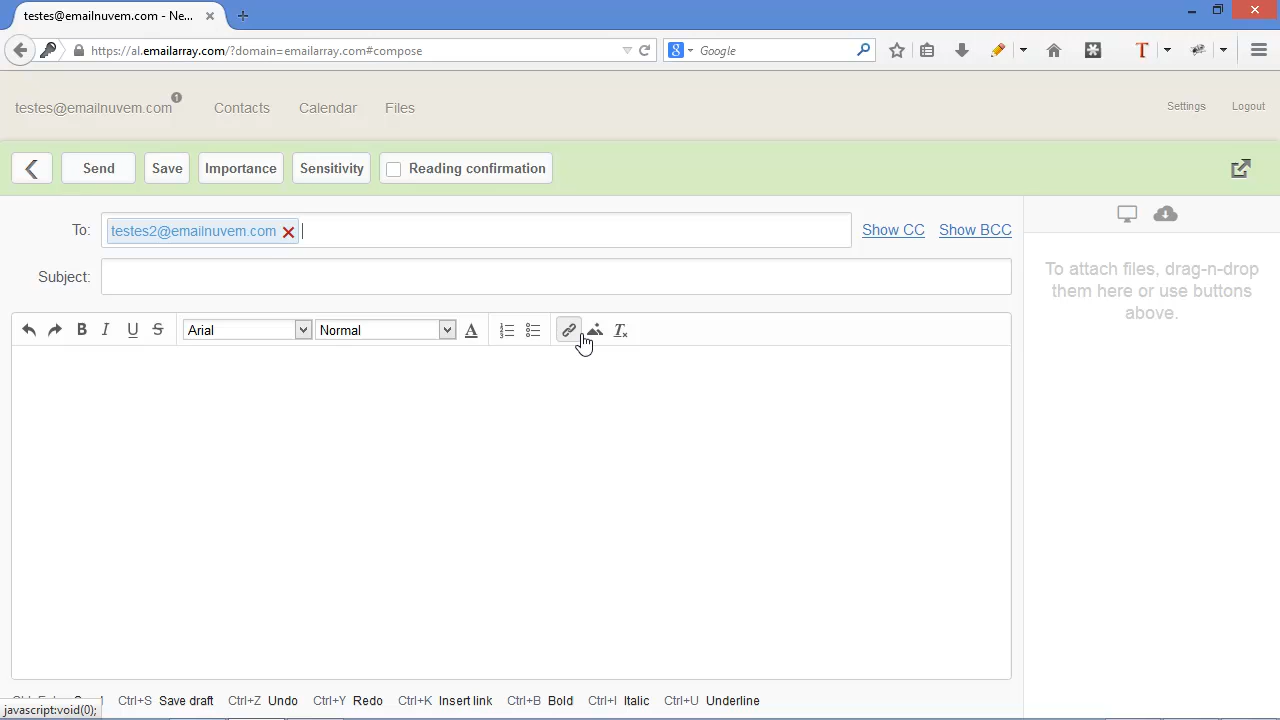 testes@emailnuvem.com - Ne...
https://al.emailarray.com/?domain=emailarray.com#compose
Google
testes@emailnuvem.com 1 Contacts Calendar Files Settings Logout
Send Save Importance Sensitivity Reading confirmation
To: testes2@emailnuvem.com Show CC Show BCC
Subject:
B I U S Arial Normal A
To attach files, drag-n-drop
them here or use buttons
above.
Ctrl+S Save draft Ctrl+Z Undo Ctrl+Y Redo Ctrl+K Insert link Ctrl+B Bold Ctrl+I Italic Ctrl+U Underline
javascript:void(0);